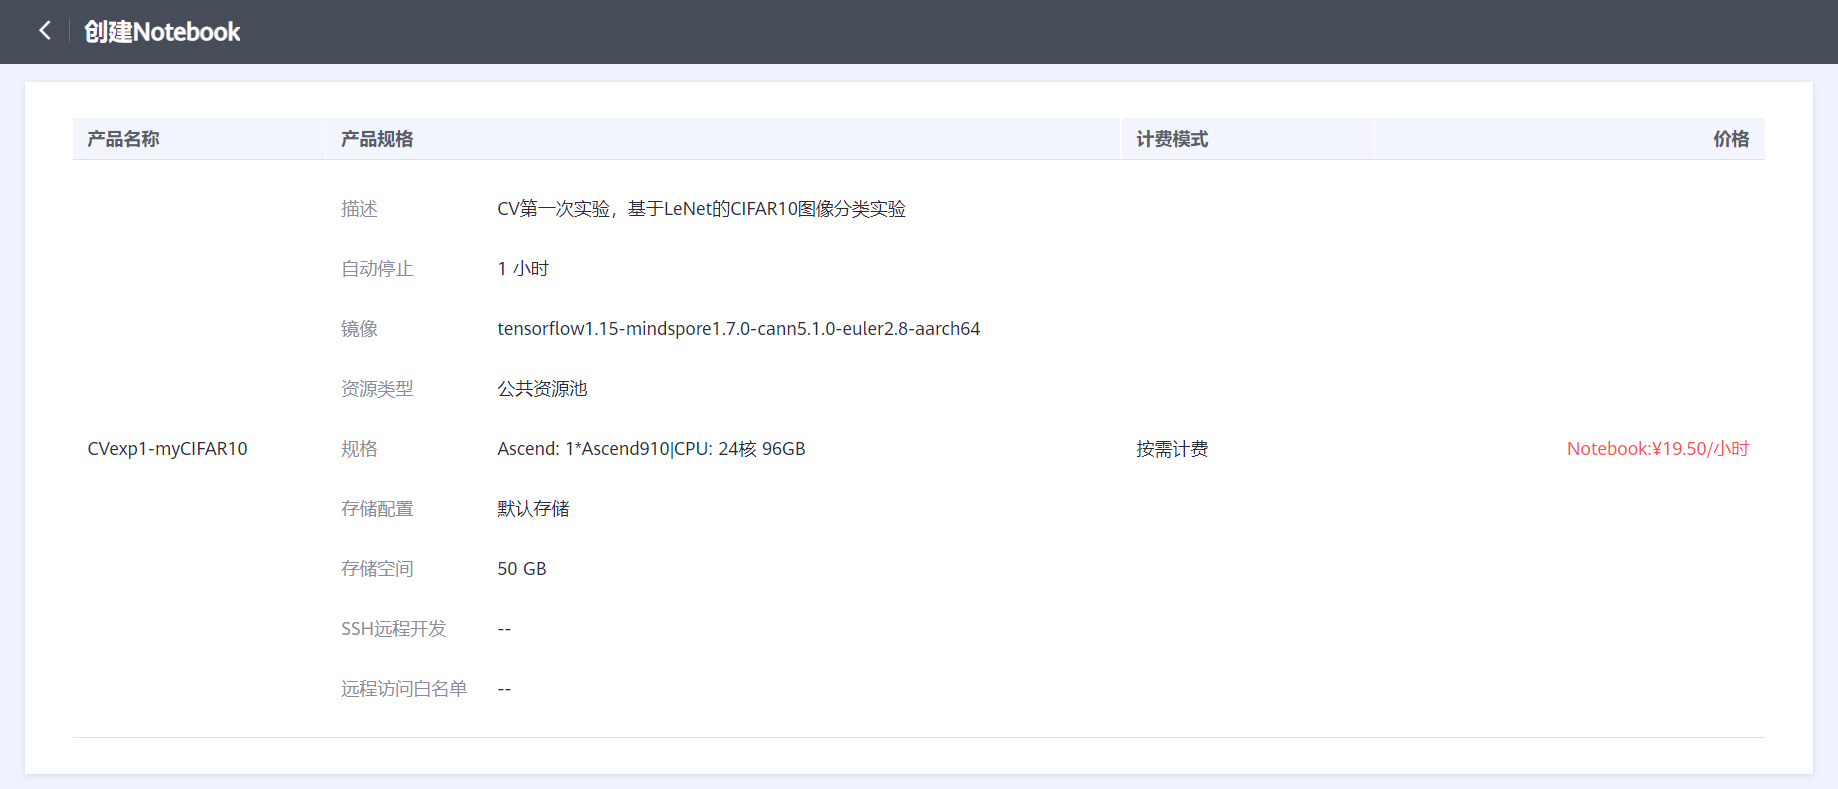 创建Notebook
产品名称 产品规格 计费模式 价格
描述 CV第一次实验，基于LeNet的CIFAR10图像分类实验
自动停止 1 小时
镜像 tensorflow1.15-mindspore1.7.0-cann5.1.0-euler2.8-aarch64
资源类型 公共资源池
CVexp1-myCIFAR10 规格 Ascend: 1*Ascend910|CPU: 24核 96GB 按需计费 Notebook:¥19.50/小时
存储配置 默认存储
存储空间 50 GB
SSH远程开发 --
远程访问白名单 --